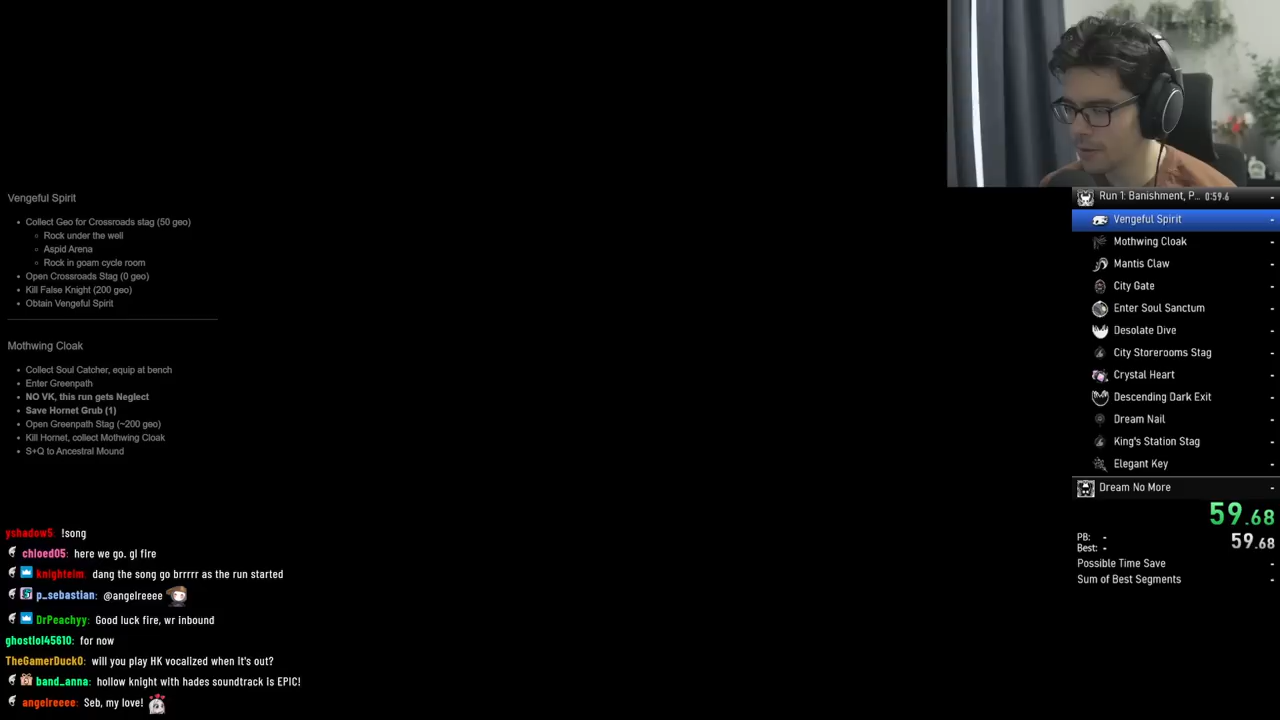 Vengeful Spirit
Collect Geo for Crossroads stag (50 geo)
Rock under the well
Aspid Arena
Rock in goam cycle room
Open Crossroads Stag (0 geo)
Kill False Knight (200 geo)
Obtain Vengeful Spirit
Mothwing Cloak
Collect Soul Catcher, equip at bench
Enter Greenpath
NO VK, this run gets Neglect
Save Hornet Grub (1)
Open Greenpath Stag (~200 geo)
Kill Hornet, collect Mothwing Cloak
S+Q to Ancestral Mound
yshadow5 !song
chloed05: here we go. gl fire
knightelm: dang the song go brrrrr as the run started
p_sebastian: @angelreeee
DrPeachyy: Good luck fire, wr inbound
ghostlol45610: for now
TheGamerDuck0: will you play HK vocalized when it's out?
band_anna: hollow knight with hades soundtrack is EPIC!
angelreeee: Seb, my love!
Run 1: Banishment, P... 0:59.6 -
Vengeful Spirit -
Mothwing Cloak -
Mantis Claw -
City Gate -
Enter Soul Sanctum -
Desolate Dive -
City Storerooms Stag -
Crystal Heart -
Descending Dark Exit -
Dream Nail -
King's Station Stag -
Elegant Key -
Dream No More -
59.68
PB: -
Best: - 59.68
Possible Time Save -
Sum of Best Segments -